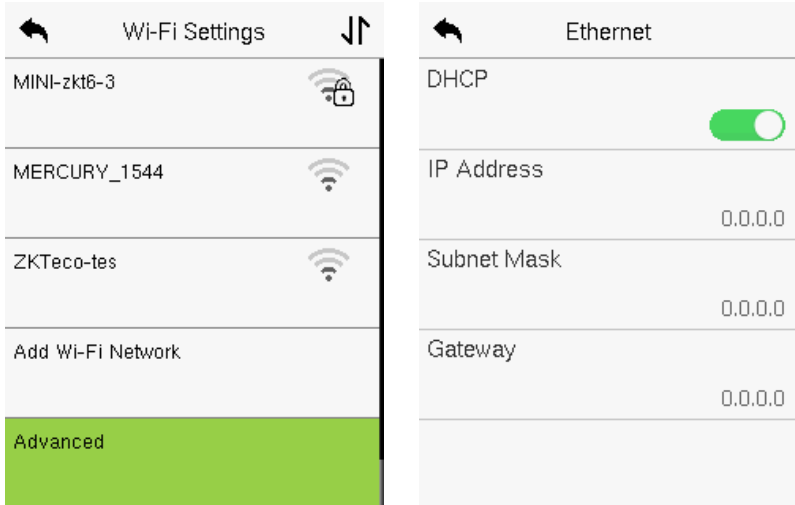 Wi-Fi Settings
MINI-zkt6-3
MERCURY_1544
ZKTeco-tes
Add Wi-Fi Network
Advanced
Ethernet
DHCP
IP Address
0.0.0.0
Subnet Mask
0.0.0.0
Gateway
0.0.0.0